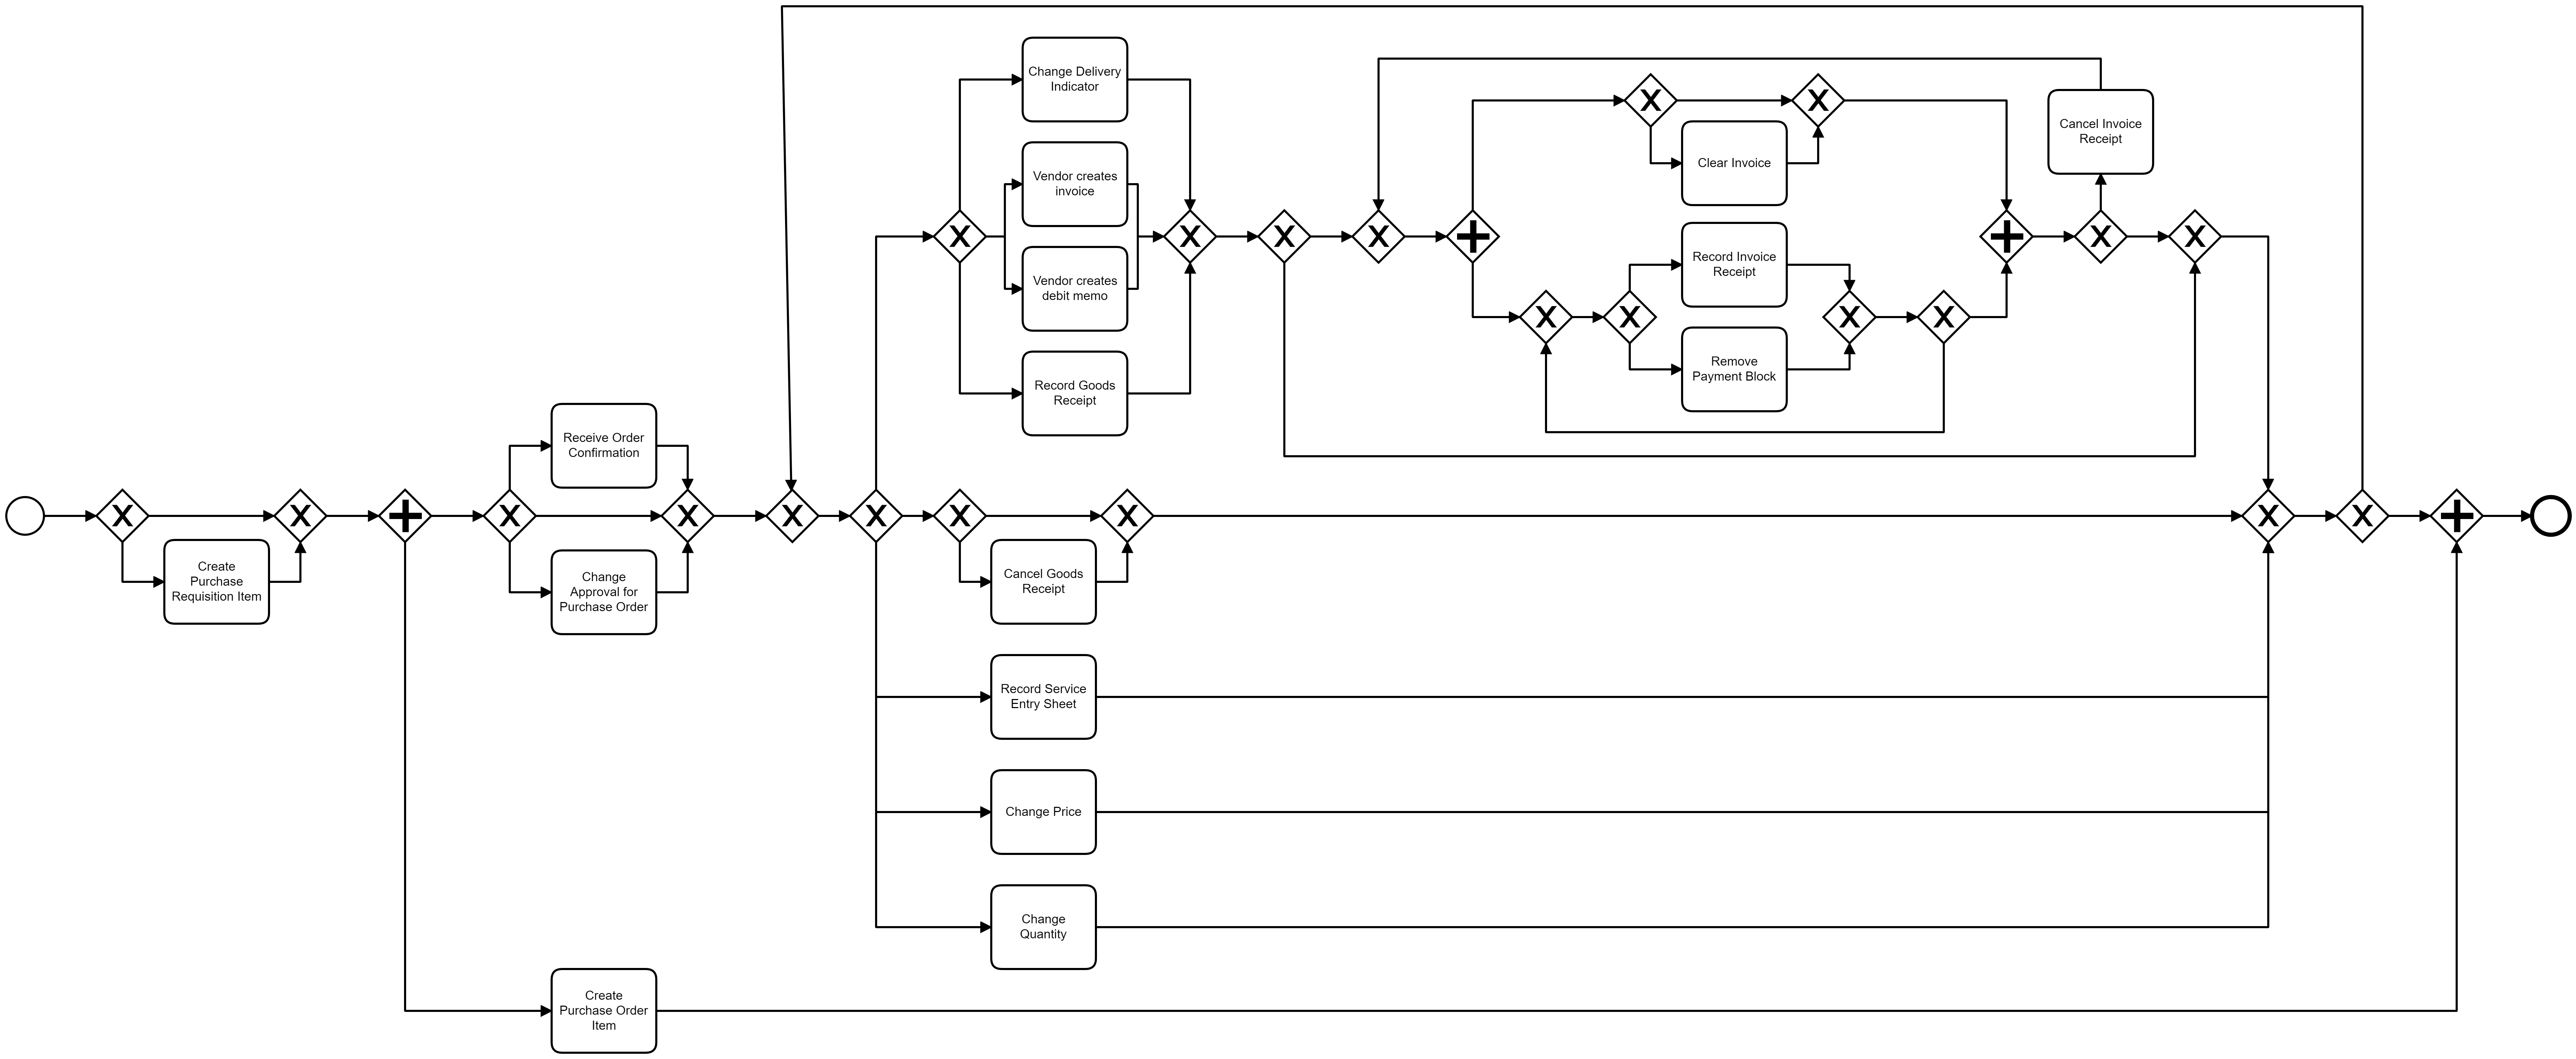 Change Delivery
Indicator
Vendor creates
invoice
Vendor creates
debit memo
Record Goods
Receipt
Clear Invoice
Record Invoice
Receipt
Remove
Payment Block
Cancel Invoice
Receipt
Receive Order
Confirmation
Create
Purchase
Requisition Item
Change
Approval for
Purchase Order
Cancel Goods
Receipt
Record Service
Entry Sheet
Change Price
Change
Quantity
Create
Purchase Order
Item